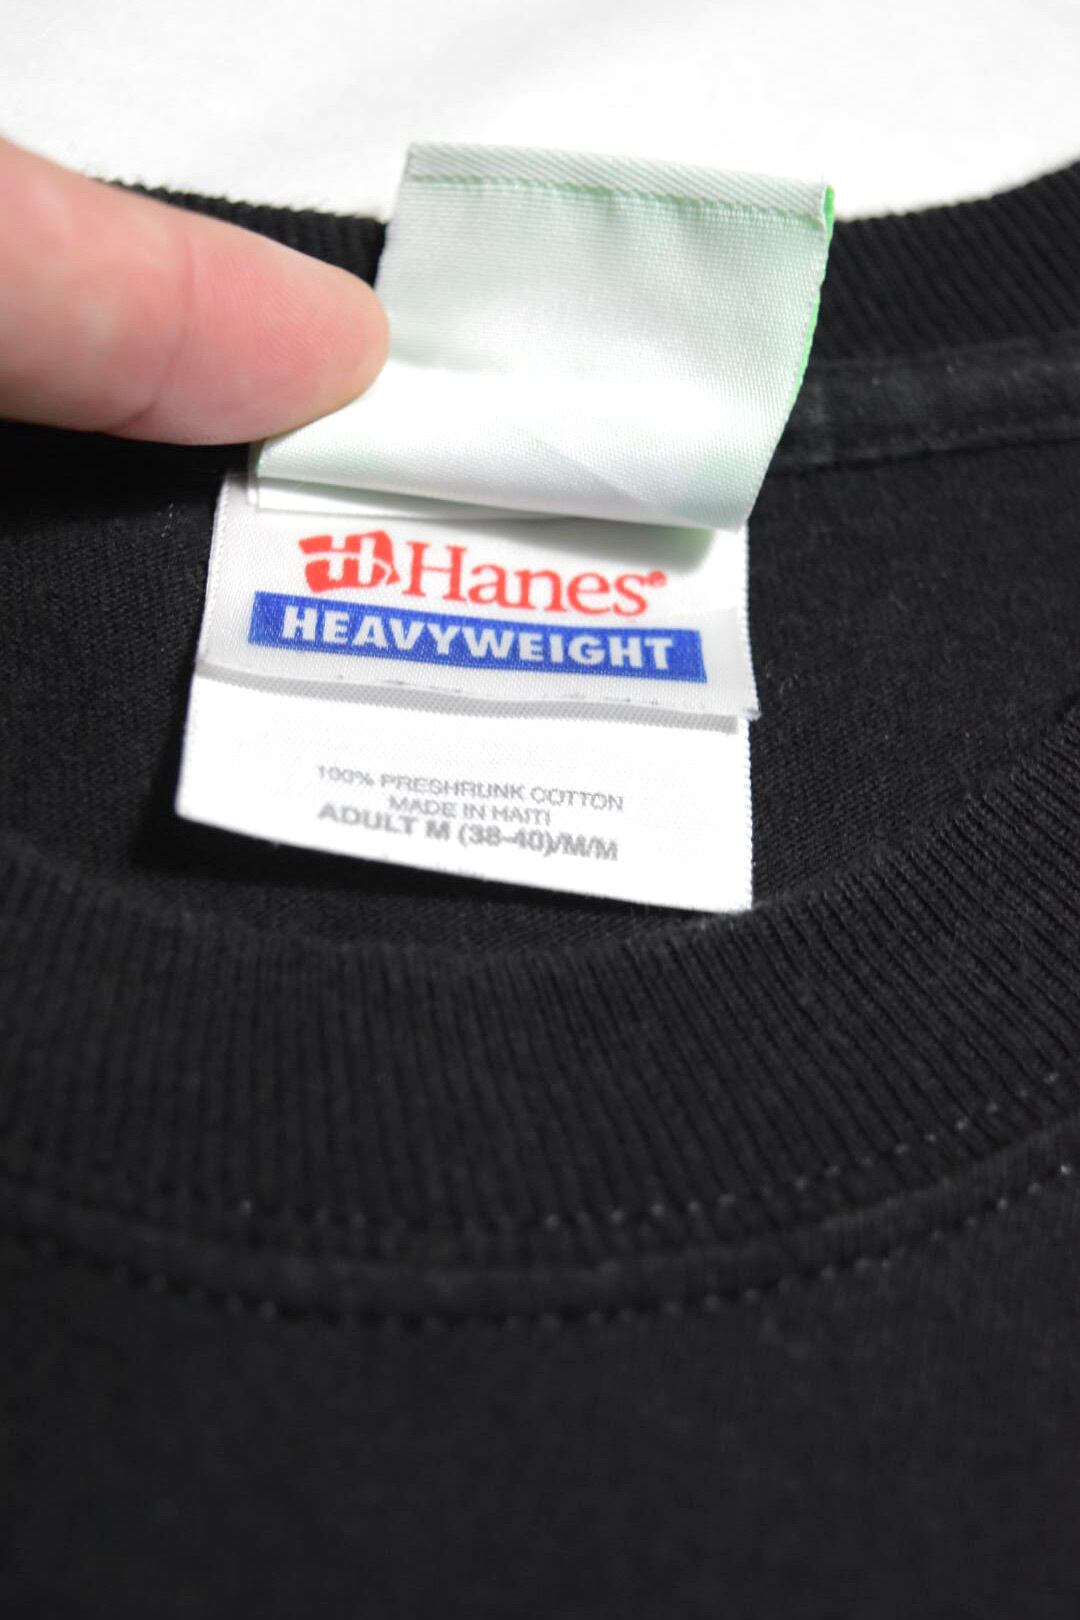 Hanes®
HEAVYWEIGHT
100% PRESHRUNK COTTON
MADE IN HAITI
ADULT M (38-40)/M/M